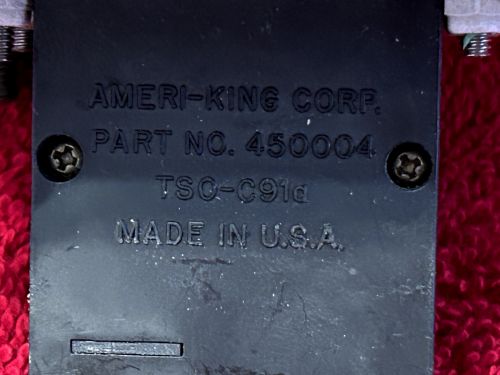 AMERI-KING CORP.
PART NO. 450004
TSO-C91a
MADE IN U.S.A.